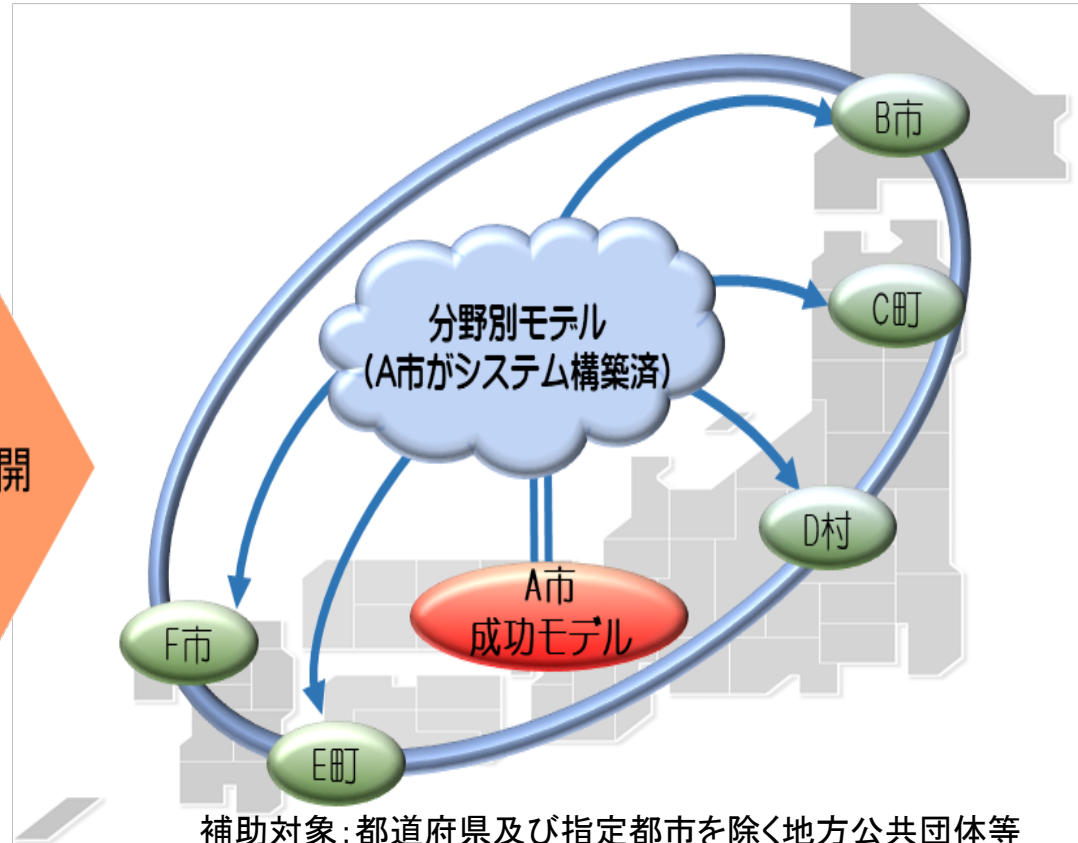 B市
C町
分野別モデル
(A市がシステム構築済)
開
D村
A市
成功モデル
F市
E町
補助対象：都道府県及び指定都市を除く地方公共団体等